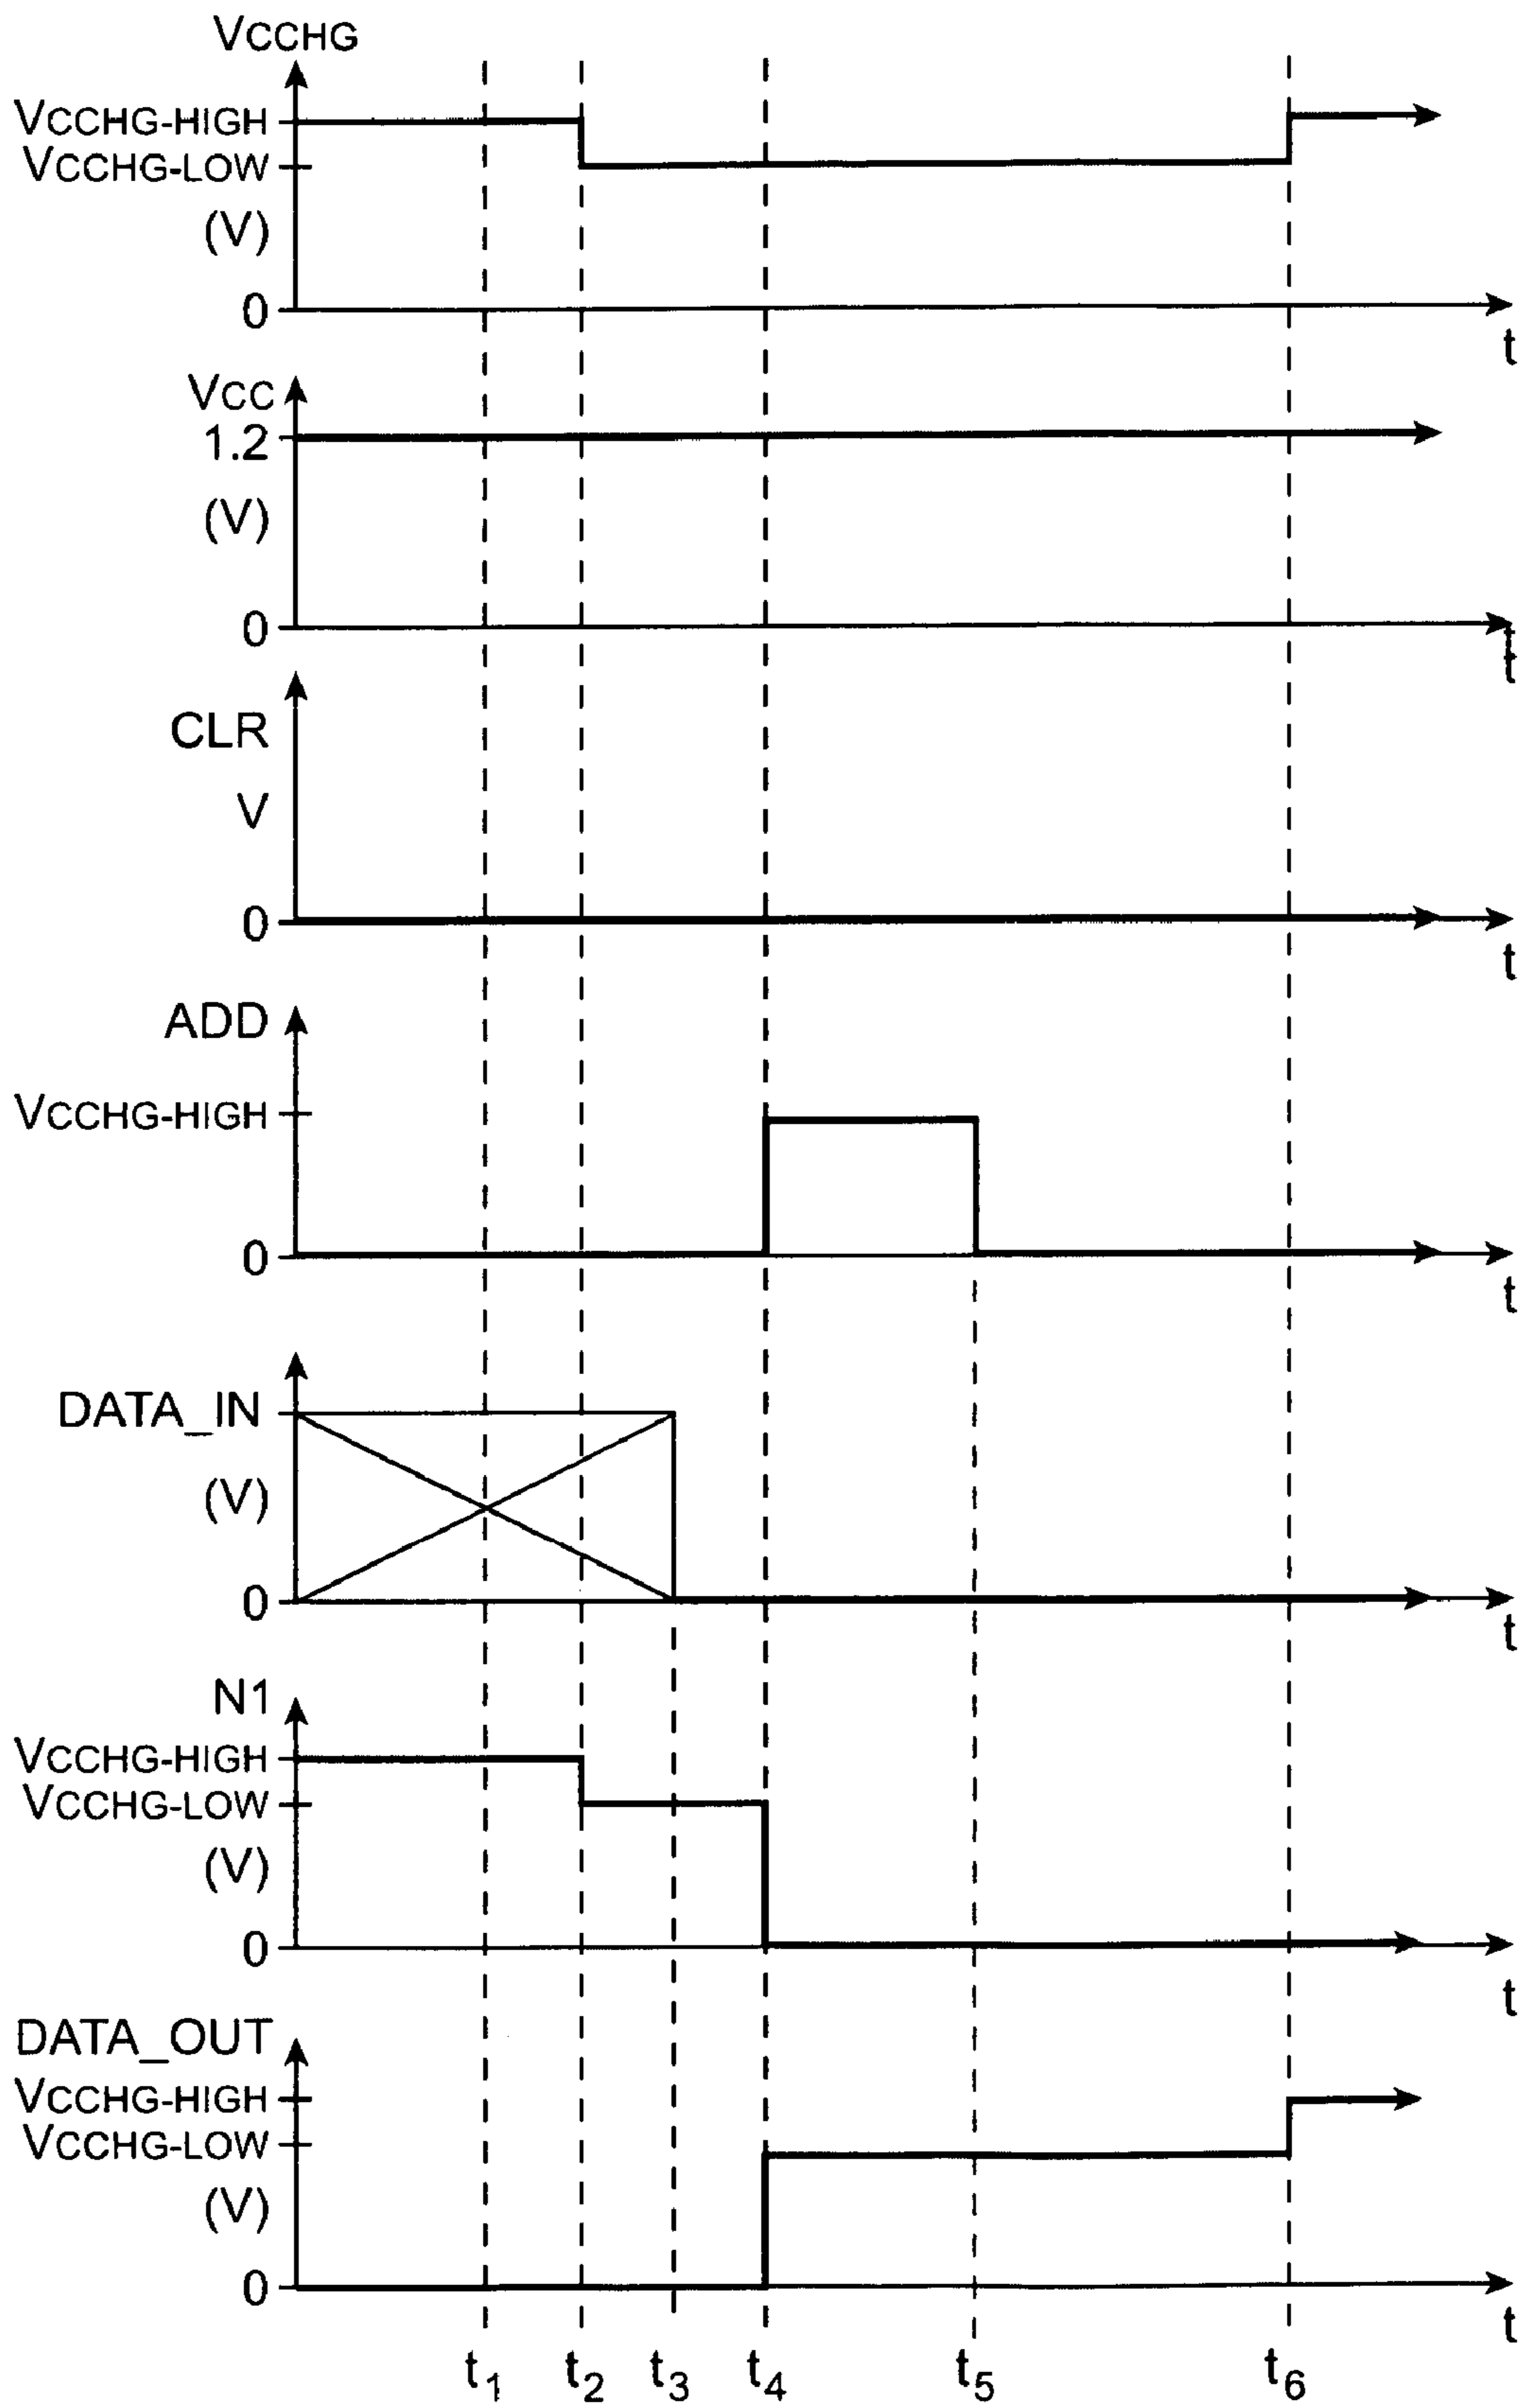 VCCHG
VCCHG-HIGH
VCCHG-LOW
(V)
0
t
VCC
1.2
(V)
0
t
CLR
V
0
t
ADD
VCCHG-HIGH
0
t
DATA_IN
(V)
0
t
N1
VCCHG-HIGH
VCCHG-LOW
(V)
0
t
DATA_OUT
VCCHG-HIGH
VCCHG-LOW
(V)
0
t
t1 t2 t3 t4 t5 t6